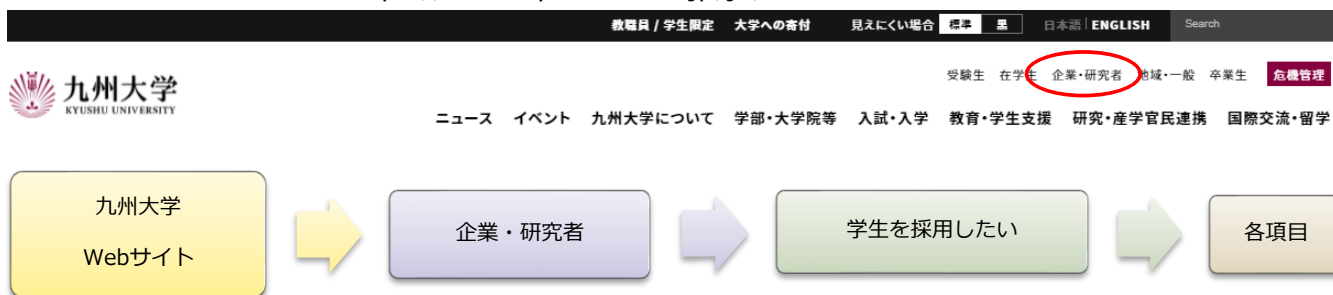 教職員 / 学生限定 大学への寄付 見えにくい場合 標準 黒 日本語 ENGLISH Search
受験生 在学生 企業・研究者 地域・一般 卒業生 危機管理
九州大学
KYUSHU UNIVERSITY
ニュース イベント 九州大学について 学部・大学院等 入試・入学 教育・学生支援 研究・産学官民連携 国際交流・留学
九州大学
Webサイト
企業・研究者
学生を採用したい
各項目